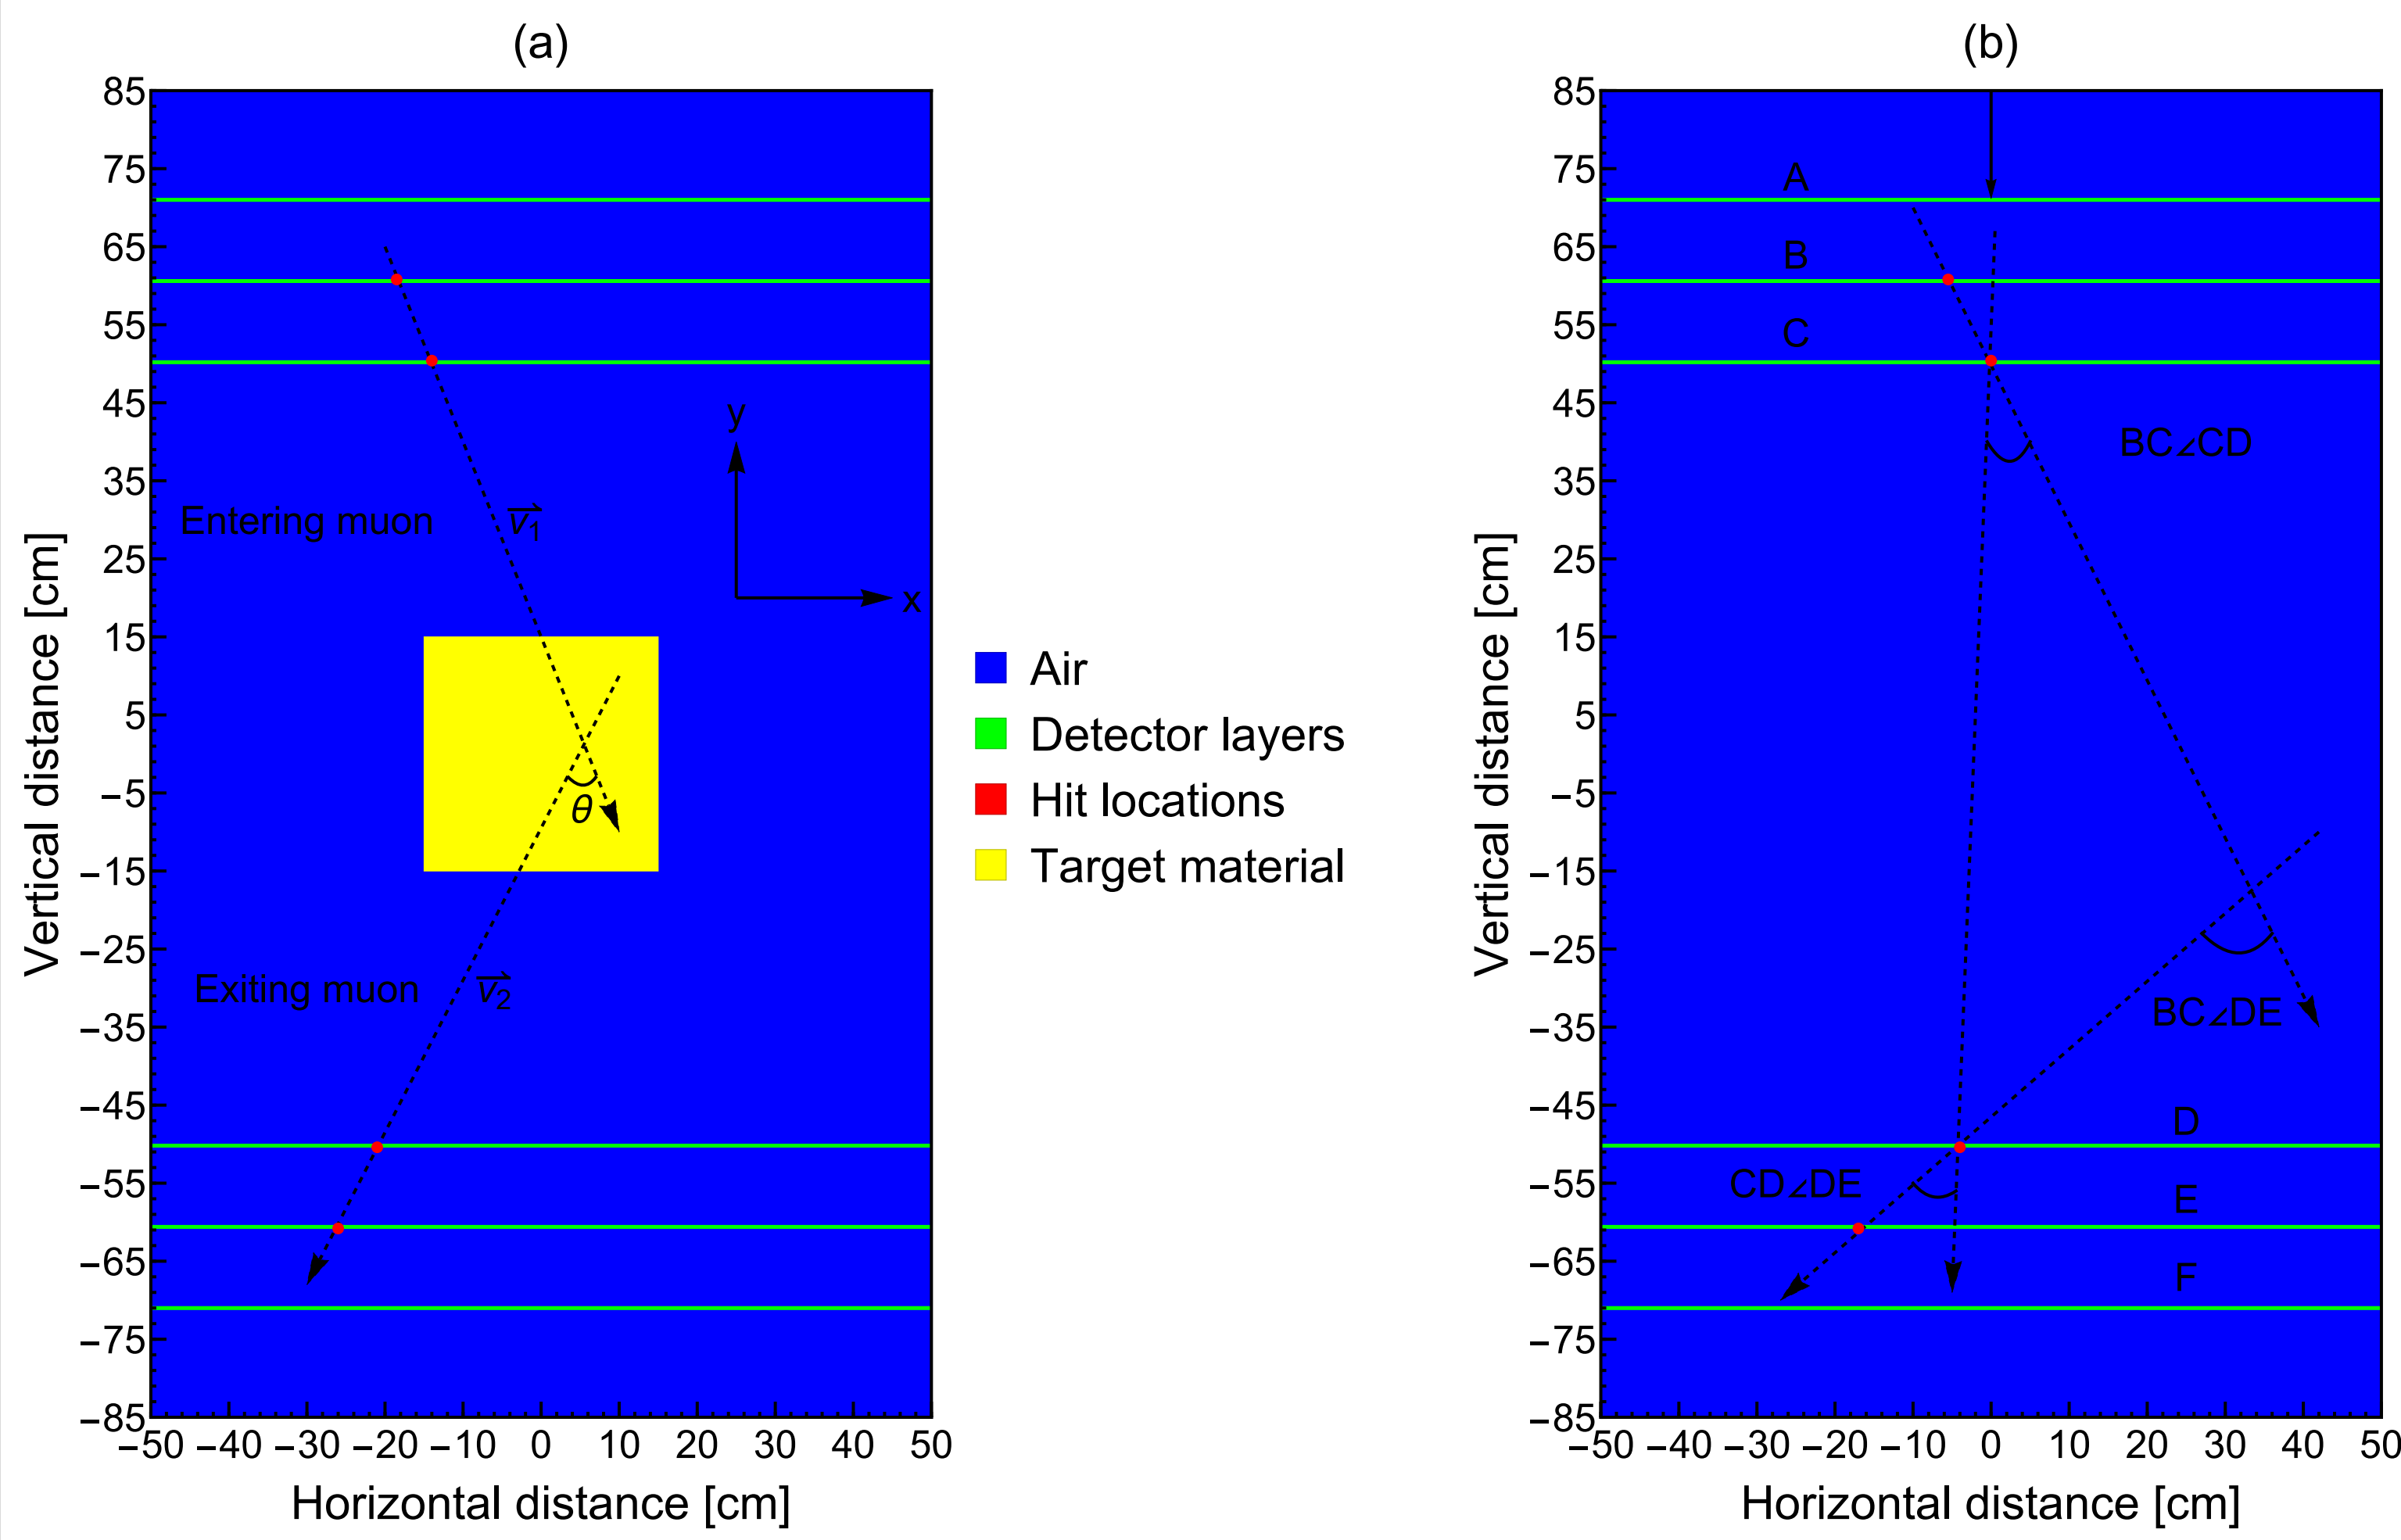 (a)
85
75
65
55
45
35
25
15
5
−5
−15
−25
−35
−45
−55
−65
−75
−85
Vertical distance [cm]
y
x
Entering muon
v1
θ
Exiting muon
v2
−50 −40 −30 −20 −10 0 10 20 30 40 50
Horizontal distance [cm]
Air
Detector layers
Hit locations
Target material
(b)
85
75
65
55
45
35
25
15
5
−5
−15
−25
−35
−45
−55
−65
−75
−85
Vertical distance [cm]
A
B
C
BC∠CD
BC∠DE
D
CD∠DE
E
F
−50 −40 −30 −20 −10 0 10 20 30 40 50
Horizontal distance [cm]